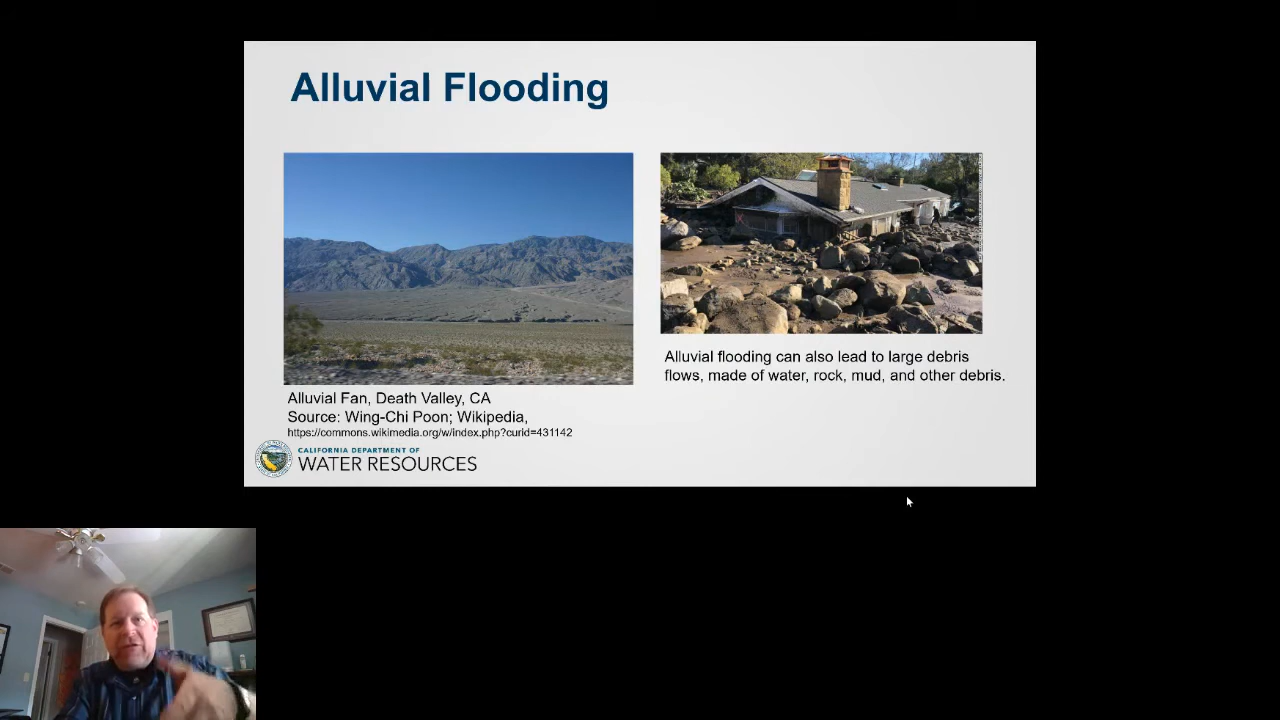 Alluvial Flooding
Alluvial Fan, Death Valley, CA
Source: Wing-Chi Poon; Wikipedia,
https://commons.wikimedia.org/w/index.php?curid=431142
Alluvial flooding can also lead to large debris
flows, made of water, rock, mud, and other debris.
CALIFORNIA DEPARTMENT OF
WATER RESOURCES